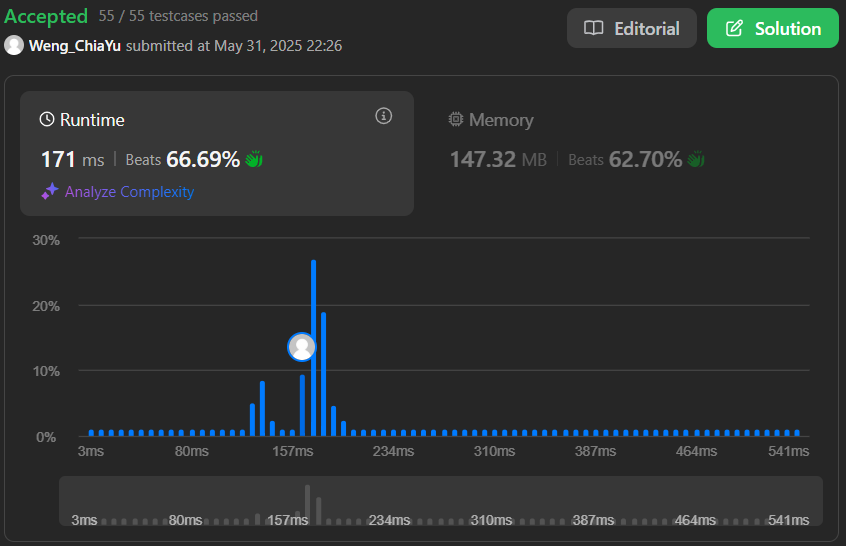 Accepted 55 / 55 testcases passed
Editorial
Solution
Weng_ChiaYu submitted at May 31, 2025 22:26
Runtime
171 ms | Beats 66.69%
Analyze Complexity
Memory
147.32 MB | Beats 62.70%
30%
20%
10%
0%
3ms 80ms 157ms 234ms 310ms 387ms 464ms 541ms
3ms 80ms 157ms 234ms 310ms 387ms 464ms 541ms